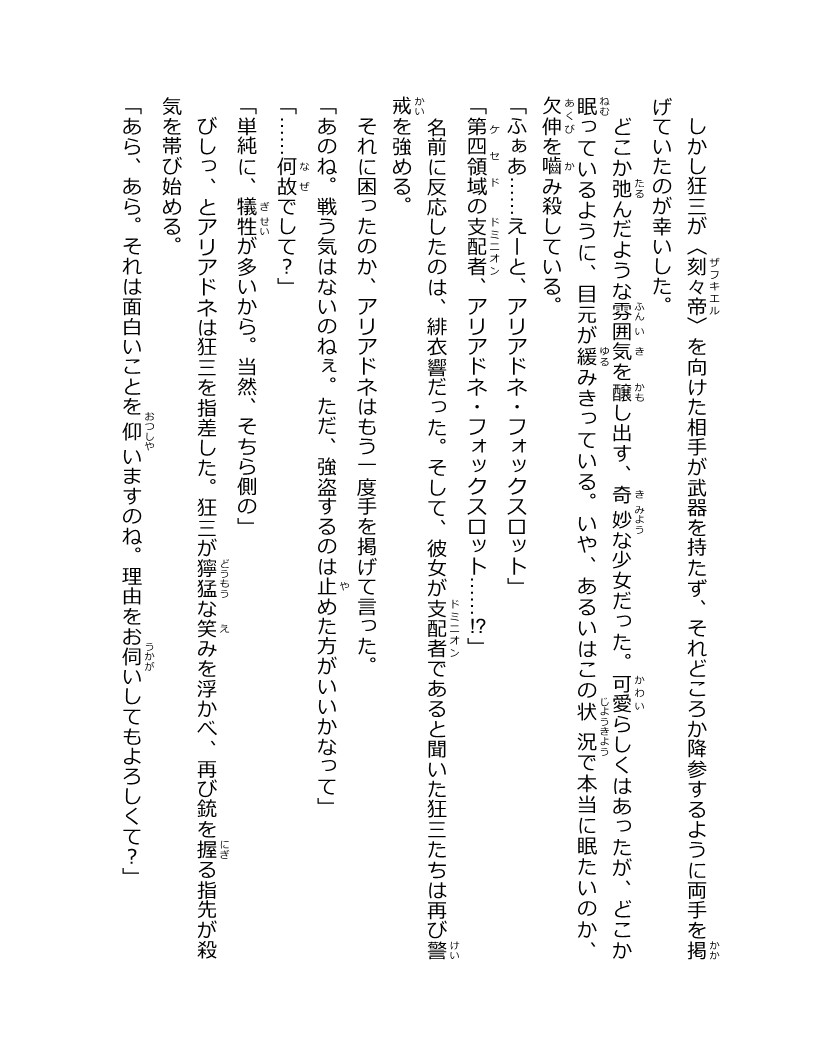 しかし狂三が〈刻々帝〉を向けた相手が武器を持たず、それどころか降参するように両手を掲
げていたのが幸いした。
どこか弛んだような雰囲気を醸し出す、奇妙な少女だった。可愛らしくはあったが、どこか
眠っているように、目元が緩みきっている。いや、あるいはこの状況で本当に眠たいのか、
欠伸を嚙み殺している。
「ふぁあ……えーと、アリアドネ・フォックスロット」
「第四領域の支配者、アリアドネ・フォックスロット……!?」
名前に反応したのは、緋衣響だった。そして、彼女が支配者であると聞いた狂三たちは再び警
戒を強める。
それに困ったのか、アリアドネはもう一度手を掲げて言った。
「あのね。戦う気はないのねぇ。ただ、強盗するのは止めた方がいいかなって」
「……何故でして？」
「単純に、犠牲が多いから。当然、そちら側の」
びしっ、とアリアドネは狂三を指差した。狂三が獰猛な笑みを浮かべ、再び銃を握る指先が殺
気を帯び始める。
「あら、あら。それは面白いことを仰いますのね。理由をお伺いしてもよろしくて？」